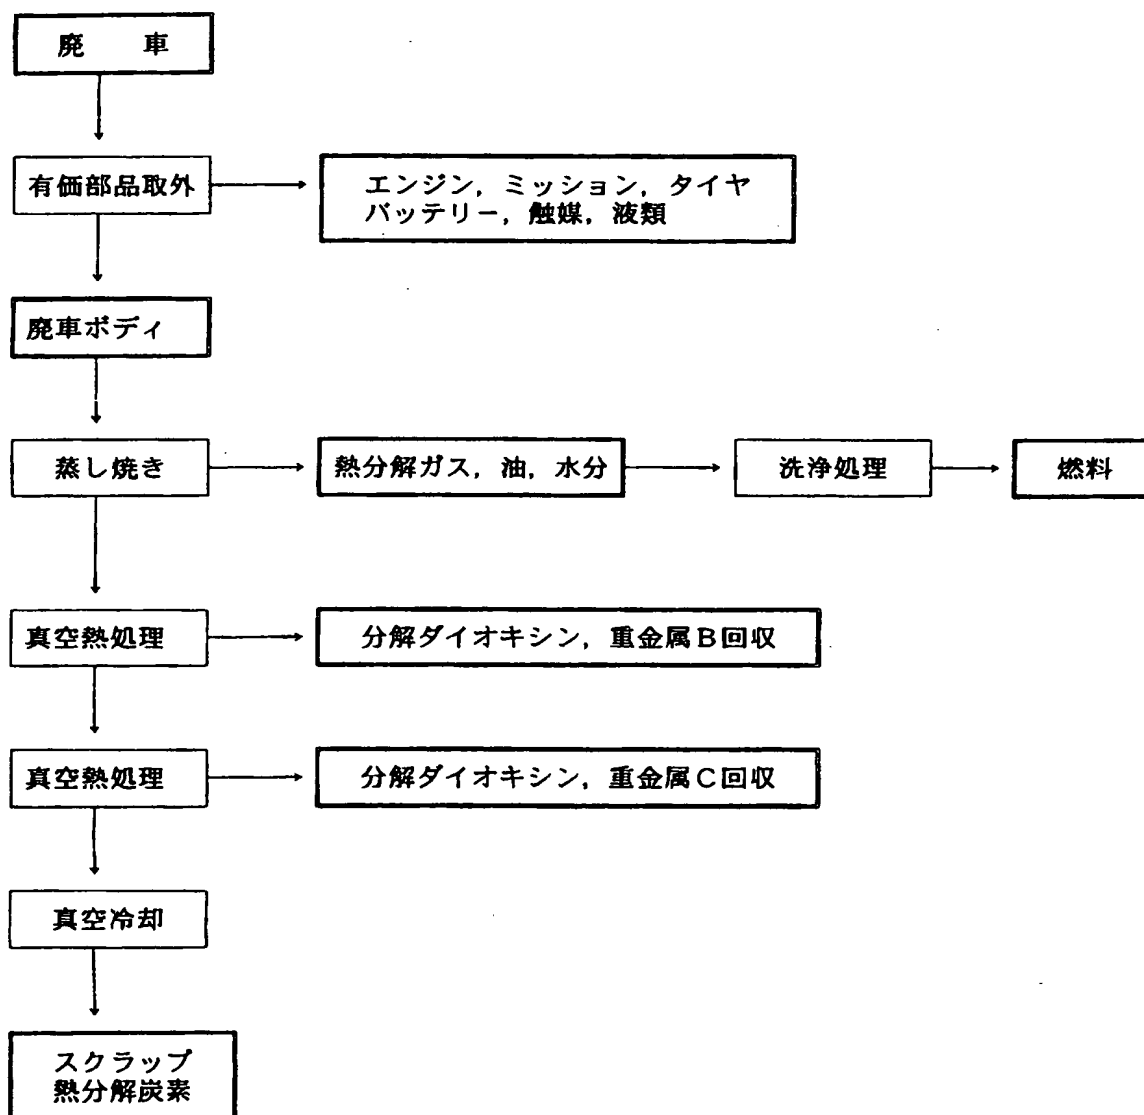 廃 車
有価部品取外
エンジン，ミッション，タイヤ
バッテリー，触媒，液類
廃車ボディ
蒸し焼き
熱分解ガス，油，水分
洗浄処理
燃料
真空熱処理
分解ダイオキシン，重金属B回収
真空熱処理
分解ダイオキシン，重金属C回収
真空冷却
スクラップ
熱分解炭素